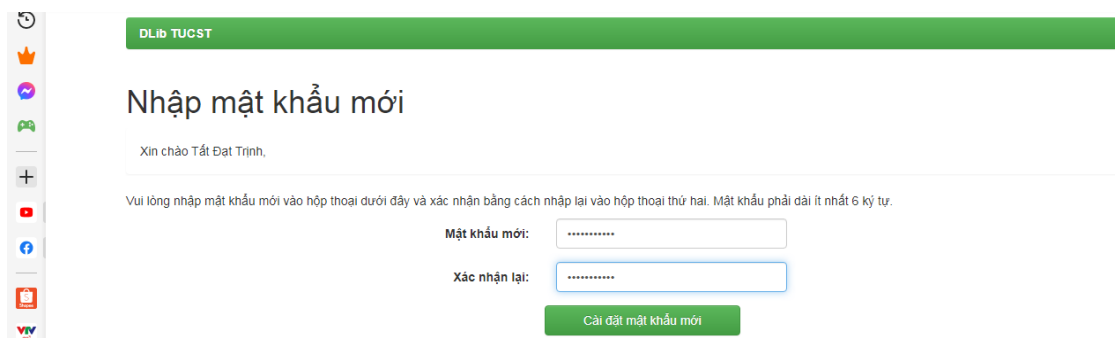 DLib TUCST
Nhập mật khẩu mới
Xin chào Tất Đạt Trịnh,
Vui lòng nhập mật khẩu mới vào hộp thoại dưới đây và xác nhận bằng cách nhập lại vào hộp thoại thứ hai. Mật khẩu phải dài ít nhất 6 ký tự.
Mật khẩu mới:
Xác nhận lại:
Cài đặt mật khẩu mới
VTV